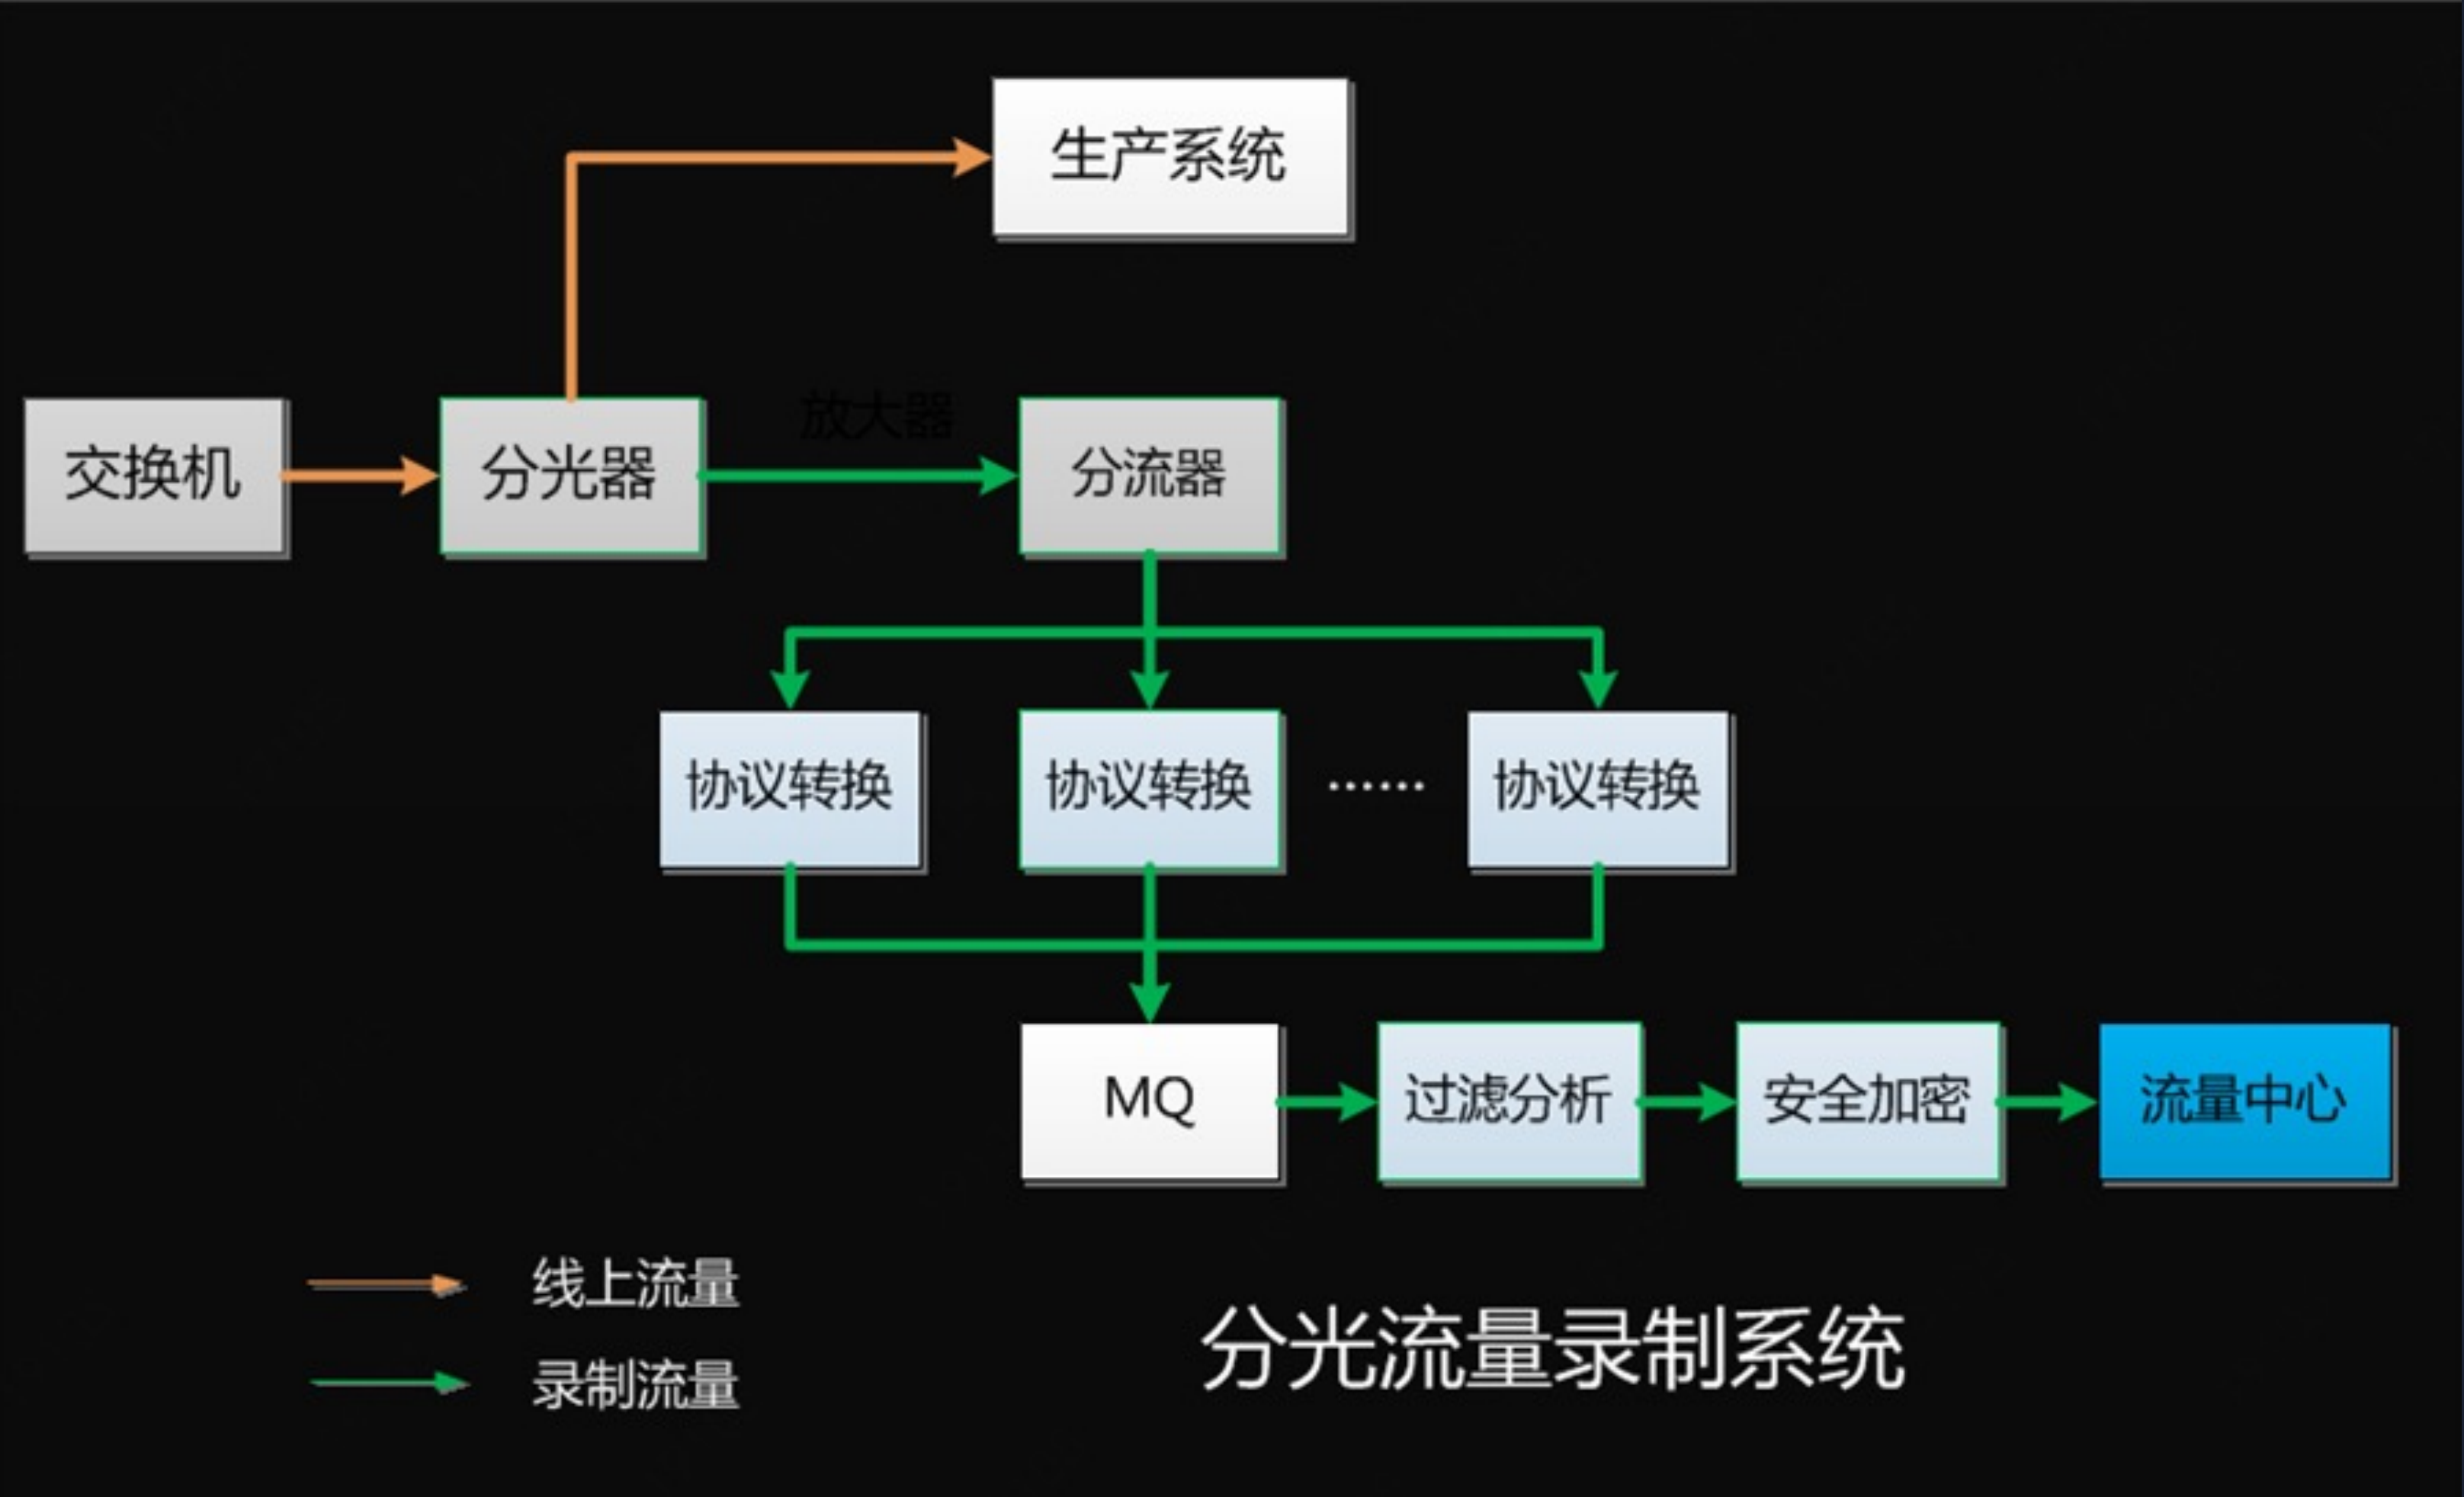 生产系统
交换机
分光器
放大器
分流器
协议转换
协议转换
......
协议转换
MQ
过滤分析
安全加密
流量中心
线上流量
录制流量
分光流量录制系统